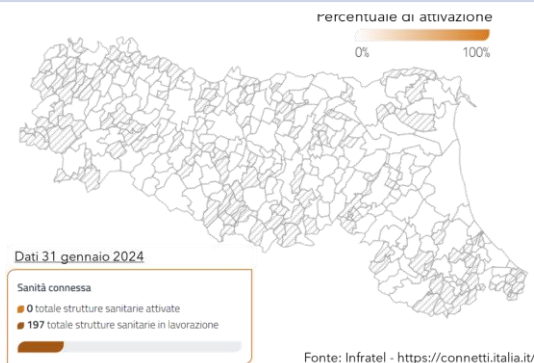 Percentuale di attivazione
0% 100%
Dati 31 gennaio 2024
Sanità connessa
0 totale strutture sanitarie attivate
197 totale strutture sanitarie in lavorazione
Fonte: Infratel - https://connetti.italia.it/